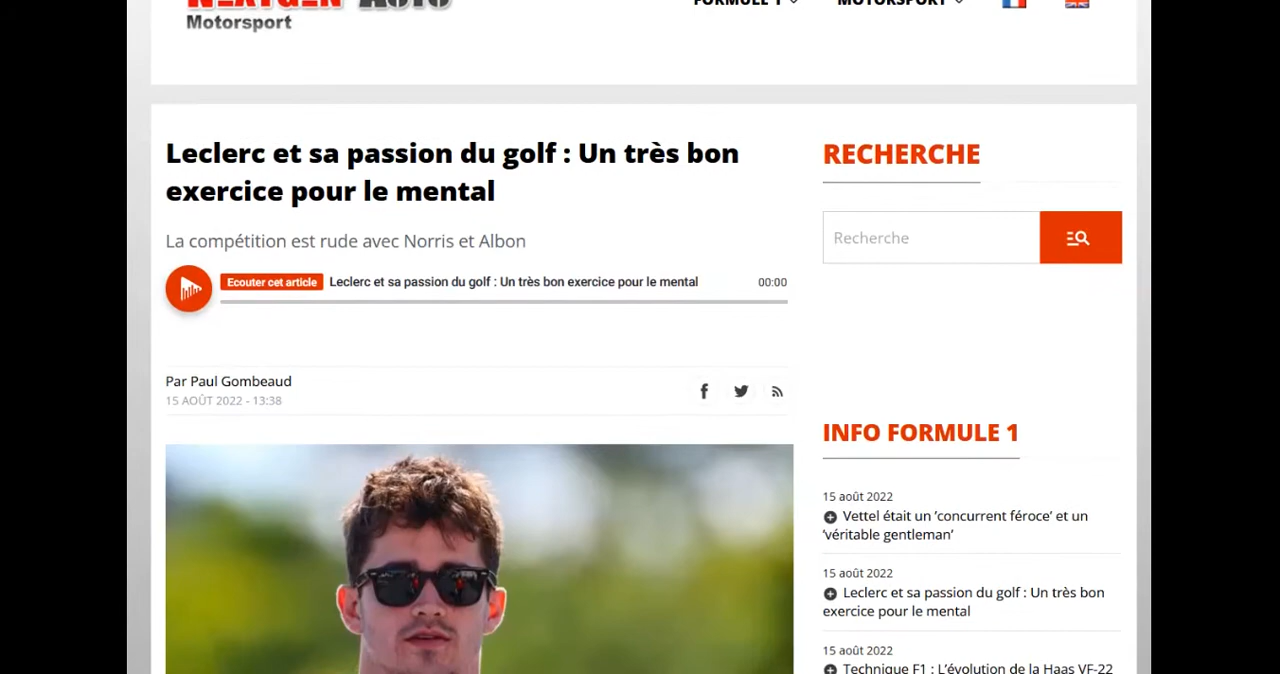 NEXTGEN AUTO
Motorsport
FORMULE 1
MOTORSPORT
Leclerc et sa passion du golf : Un très bon
exercice pour le mental
La compétition est rude avec Norris et Albon
Ecouter cet article Leclerc et sa passion du golf : Un très bon exercice pour le mental 00:00
Par Paul Gombeaud
15 AOÛT 2022 - 13:38
RECHERCHE
Recherche
INFO FORMULE 1
15 août 2022
Vettel était un ’concurrent féroce’ et un
’véritable gentleman’
15 août 2022
Leclerc et sa passion du golf : Un très bon
exercice pour le mental
15 août 2022
Technique F1 : L’évolution de la Haas VF-22